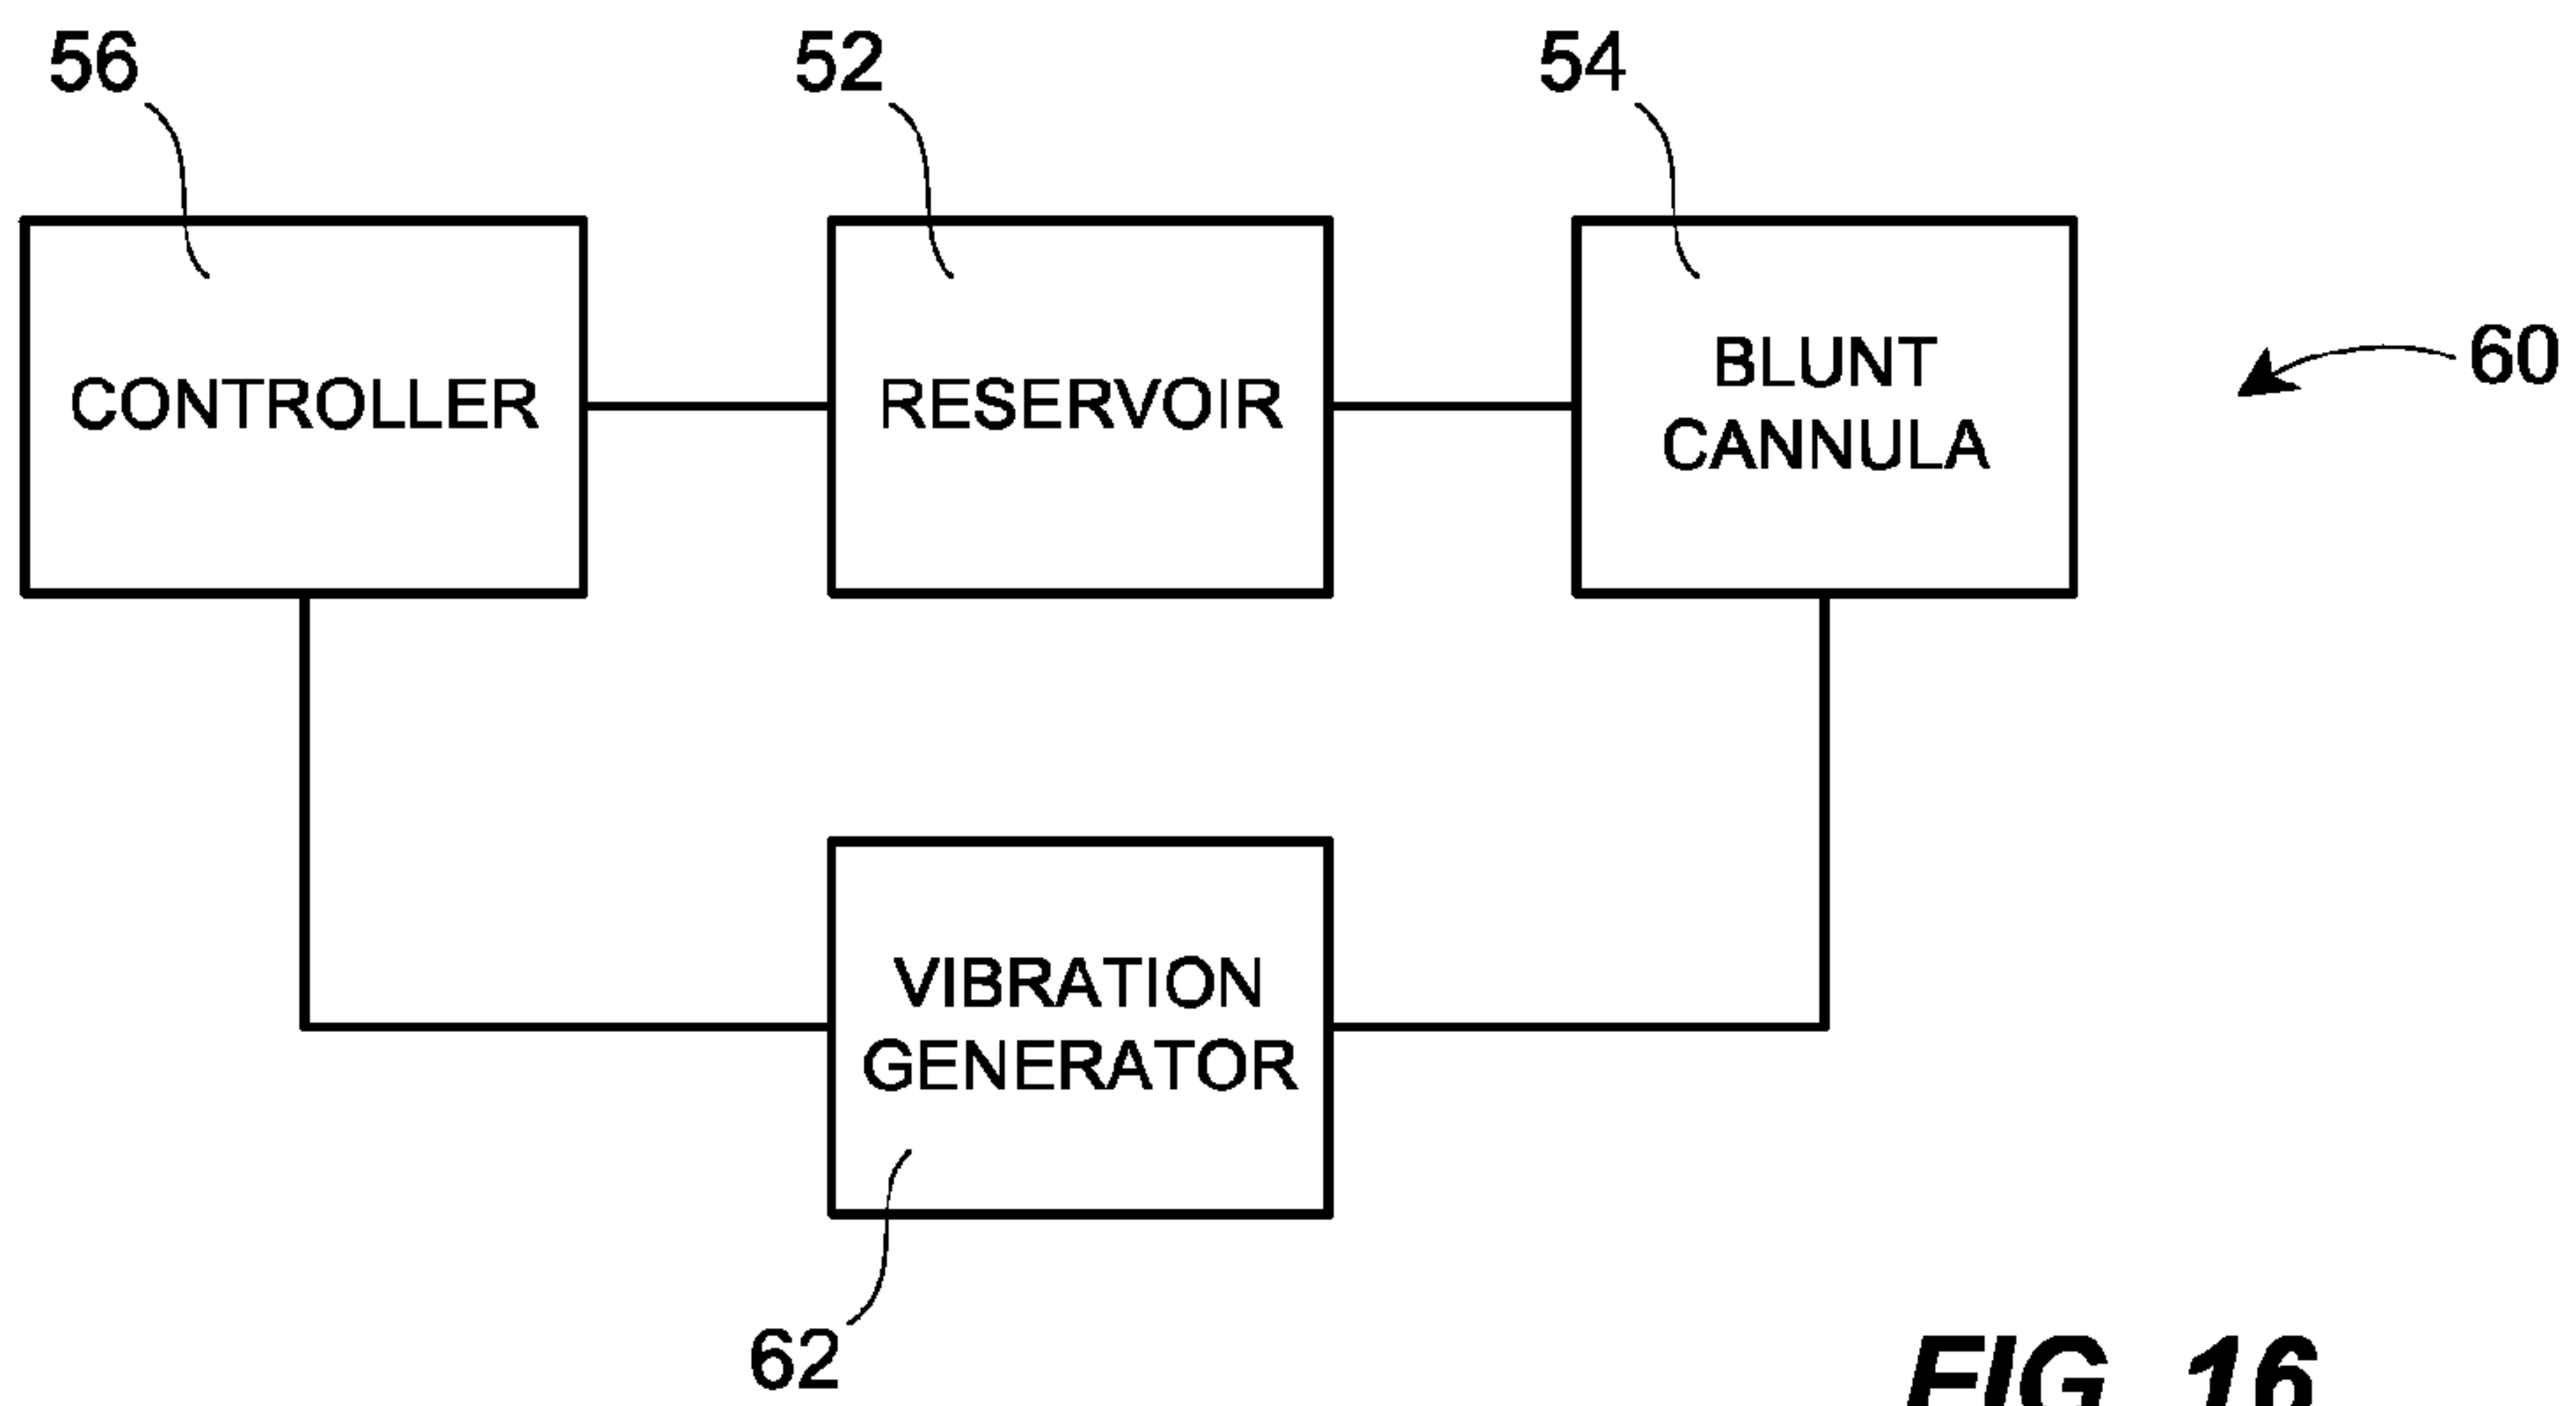 56
52
54
CONTROLLER
RESERVOIR
BLUNT
CANNULA
60
VIBRATION
GENERATOR
62
FIG. 16